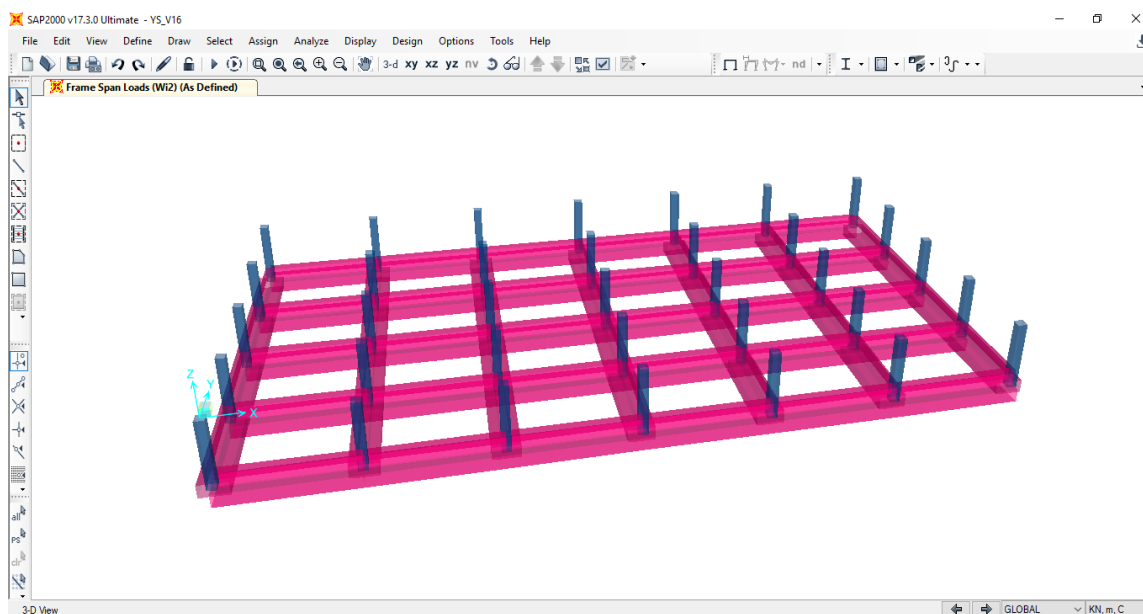 SAP2000 v17.3.0 Ultimate - YS_V16
File Edit View Define Draw Select Assign Analyze Display Design Options Tools Help
3-d xy xz yz nv nd
Frame Span Loads (Wi2) (As Defined)
Z
Y
X
all
PS
clr
3-D View GLOBAL KN, m, C